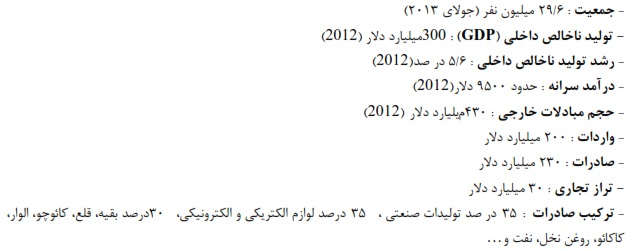 - جمعیت : ۲۹/۶ میلیون نفر (جولای ۲۰۱۳)
- تولید ناخالص داخلی (GDP) : 300میلیارد دلار (2012)
- رشد تولید ناخالص داخلی : ۵/۶ در صد(2012)
- درآمد سرانه : حدود ۹۵۰۰ دلار(2012)
- حجم مبادلات خارجی : ۴۳۰میلیارد دلار (2012)
- واردات : ۲۰۰ میلیارد دلار
- صادرات : ۲۳۰ میلیارد دلار
- تراز تجاری : ۳۰ میلیارد دلار
- ترکیب صادرات : ۳۵ در صد تولیدات صنعتی ، ۳۵ درصد لوازم الکتریکی و الکترونیکی، ۳۰درصد بقیه، قلع، کائوچو، الوار،
کاکائو، روغن نخل، نفت و...